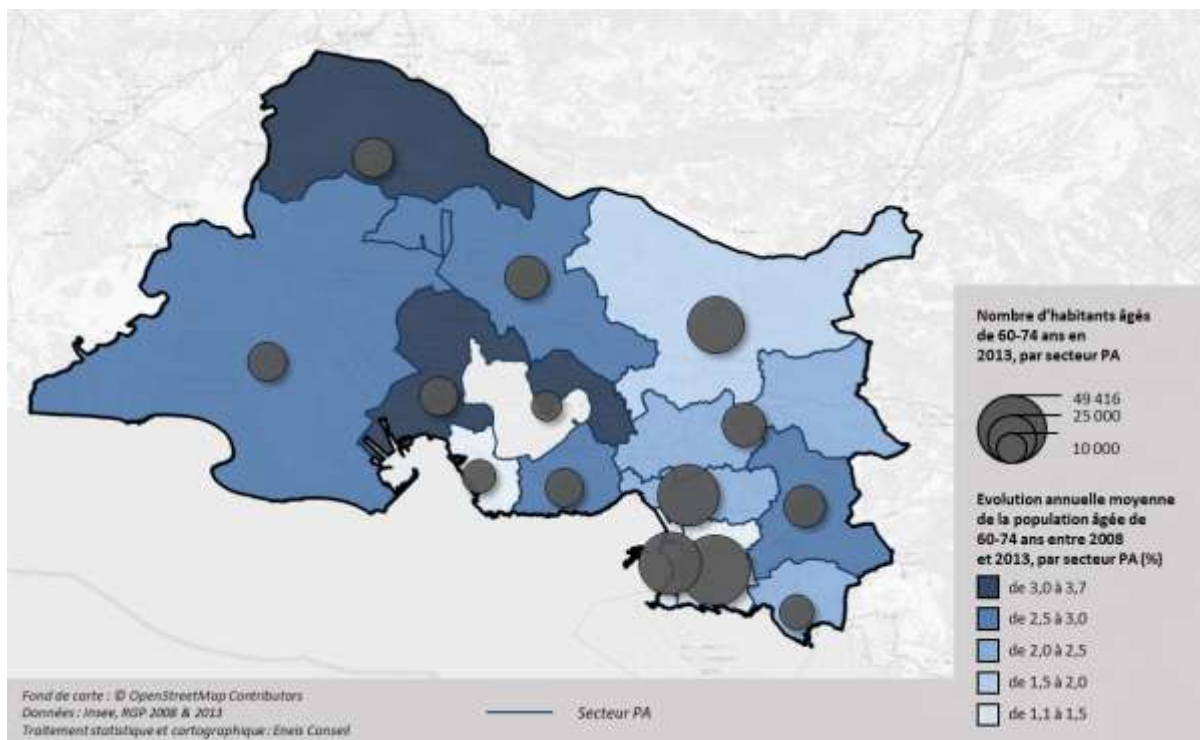 Nombre d'habitants âgés
de 60-74 ans en
2013, par secteur PA
49 416
25 000
10 000
Evolution annuelle moyenne
de la population âgée de
60-74 ans entre 2008
et 2013, par secteur PA (%)
de 3,0 à 3,7
de 2,5 à 3,0
de 2,0 à 2,5
de 1,5 à 2,0
de 1,1 à 1,5
Fond de carte : © OpenStreetMap Contributors
Données : Insee, RGP 2008 & 2013
Traitement statistique et cartographique : Eneis Conseil
Secteur PA